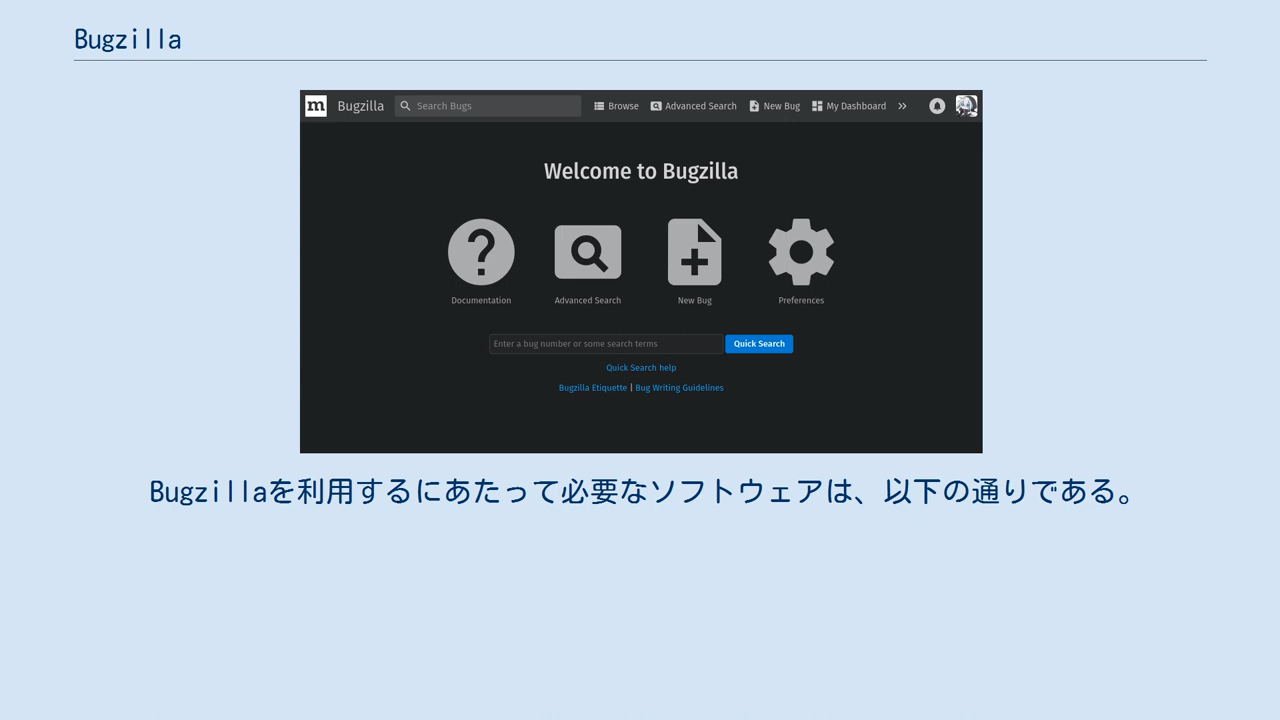 Bugzilla
m Bugzilla Search Bugs Browse Advanced Search New Bug My Dashboard »
Welcome to Bugzilla
Documentation Advanced Search New Bug Preferences
Enter a bug number or some search terms Quick Search
Quick Search help
Bugzilla Etiquette | Bug Writing Guidelines
Bugzillaを利用するにあたって必要なソフトウェアは、以下の通りである。